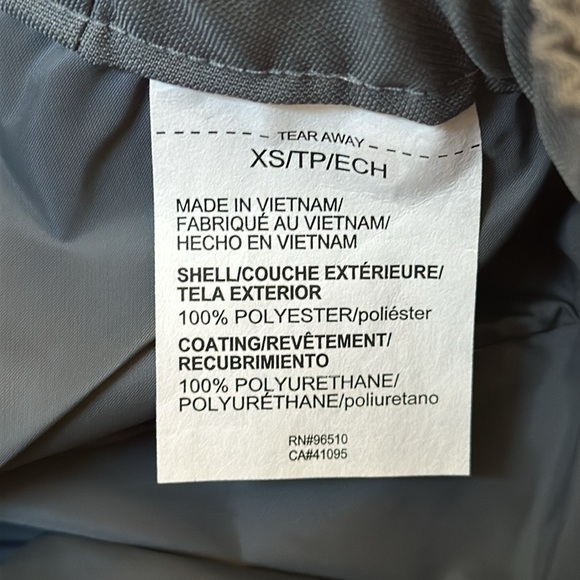 TEAR AWAY
XS/TP/ECH
MADE IN VIETNAM/
FABRIQUÉ AU VIETNAM/
HECHO EN VIETNAM
SHELL/COUCHE EXTÉRIEURE/
TELA EXTERIOR
100% POLYESTER/poliéster
COATING/REVÊTEMENT/
RECUBRIMIENTO
100% POLYURETHANE/
POLYURÉTHANE/poliuretano
RN#96510
CA#41095